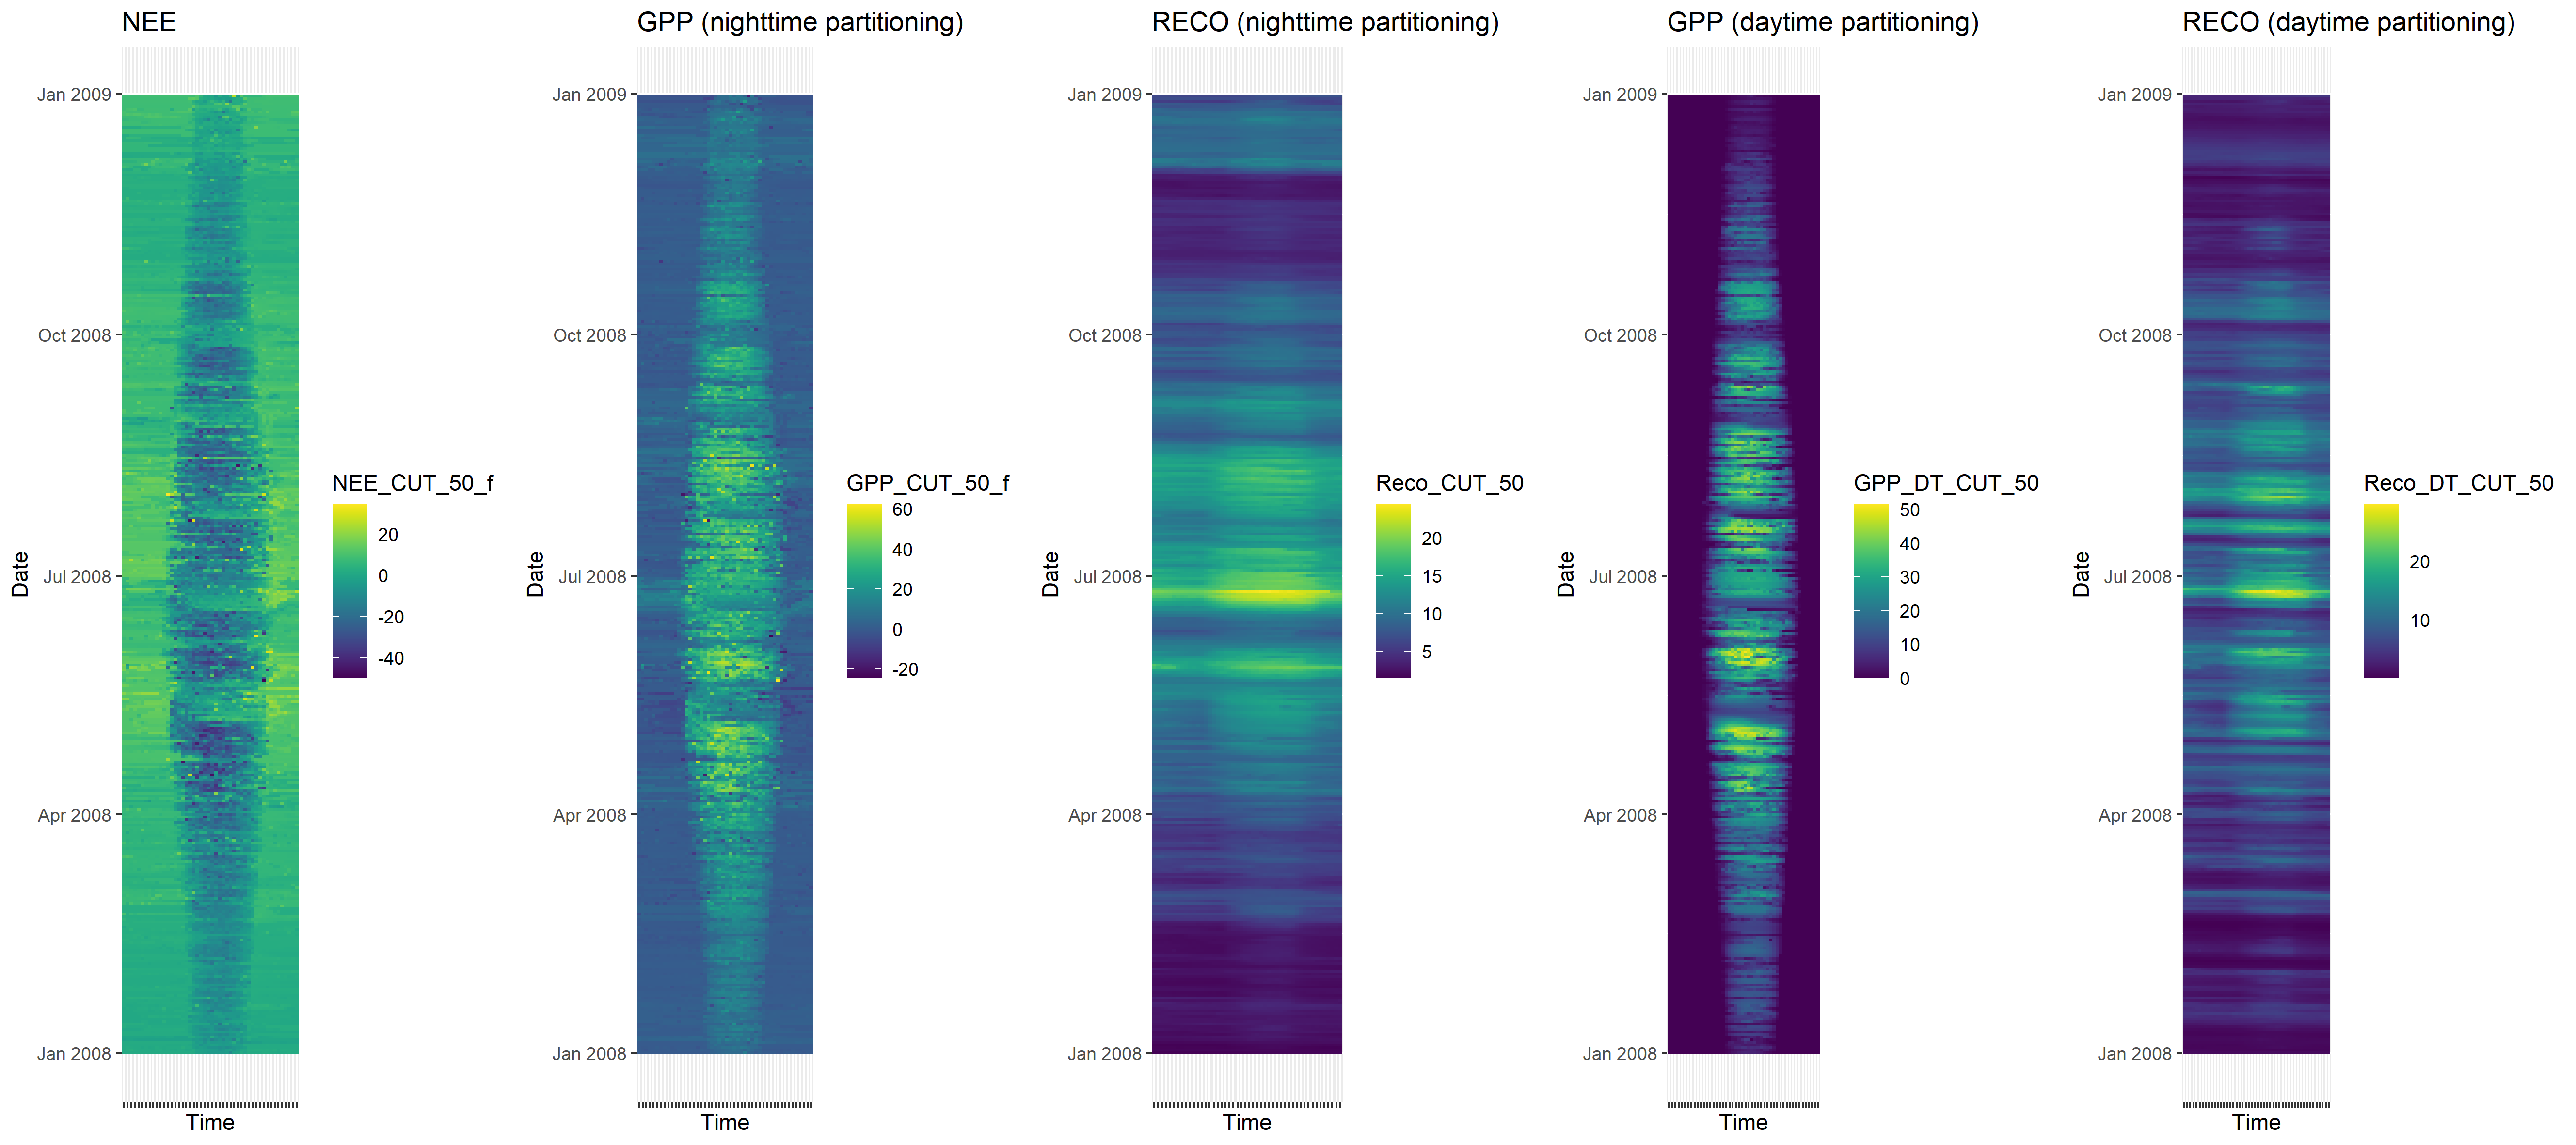 NEE
Date
Jan 2009
Oct 2008
Jul 2008
Apr 2008
Jan 2008
Time
NEE_CUT_50_f
20
0
-20
-40
GPP (nighttime partitioning)
Date
Jan 2009
Oct 2008
Jul 2008
Apr 2008
Jan 2008
Time
GPP_CUT_50_f
60
40
20
0
-20
RECO (nighttime partitioning)
Date
Jan 2009
Oct 2008
Jul 2008
Apr 2008
Jan 2008
Time
Reco_CUT_50
20
15
10
5
GPP (daytime partitioning)
Date
Jan 2009
Oct 2008
Jul 2008
Apr 2008
Jan 2008
Time
GPP_DT_CUT_50
50
40
30
20
10
0
RECO (daytime partitioning)
Date
Jan 2009
Oct 2008
Jul 2008
Apr 2008
Jan 2008
Time
Reco_DT_CUT_50
20
10